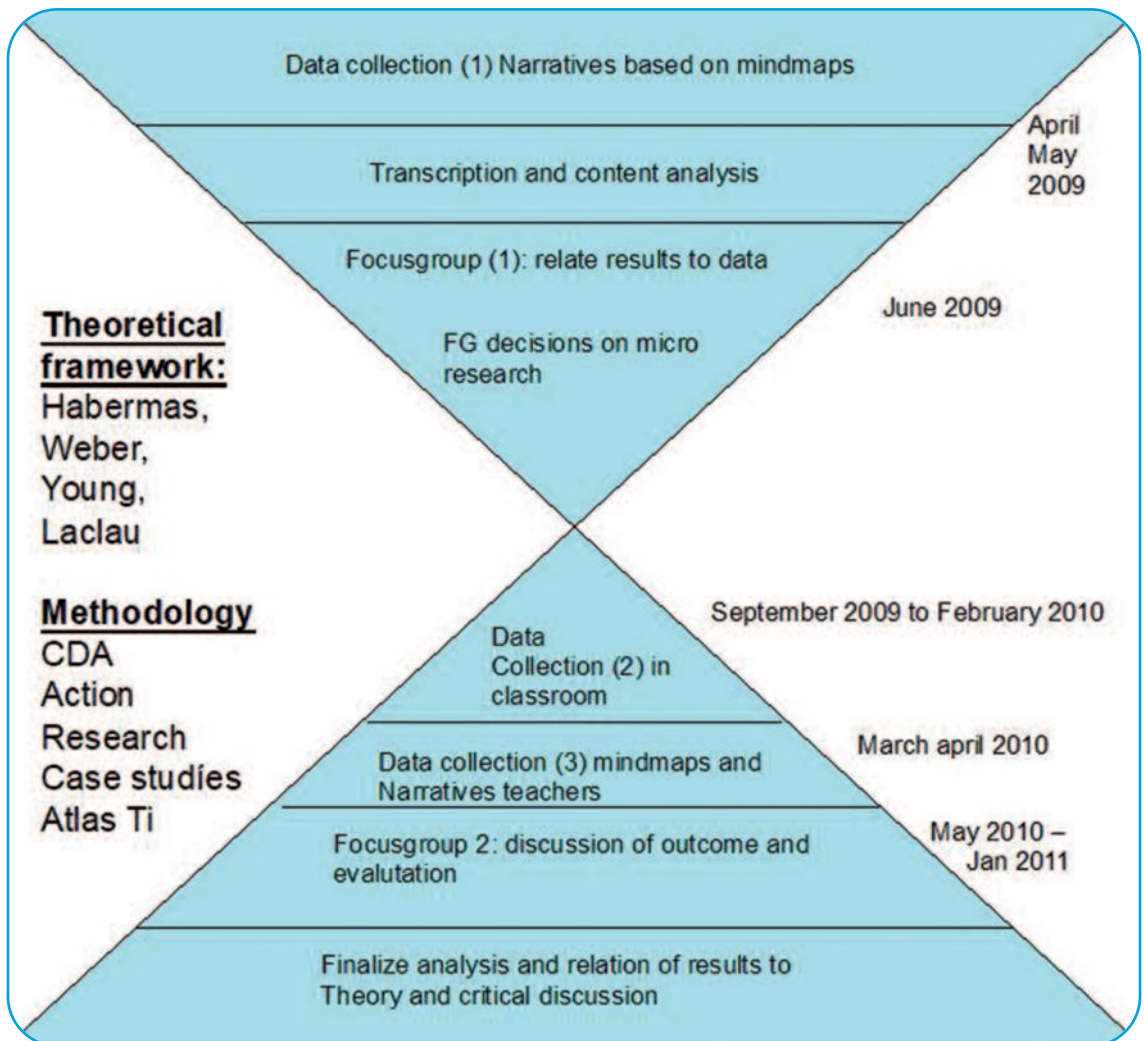 Data collection (1) Narratives based on mindmaps
April
May
2009
Transcription and content analysis
Focusgroup (1): relate results to data
June 2009
FG decisions on micro
research
Theoretical
framework:
Habermas,
Weber,
Young,
Laclau
Methodology
CDA
Action
Research
Case studíes
Atlas Ti
September 2009 to February 2010
Data
Collection (2) in
classroom
March april 2010
Data collection (3) mindmaps and
Narratives teachers
May 2010 –
Jan 2011
Focusgroup 2: discussion of outcome and
evalutation
Finalize analysis and relation of results to
Theory and critical discussion